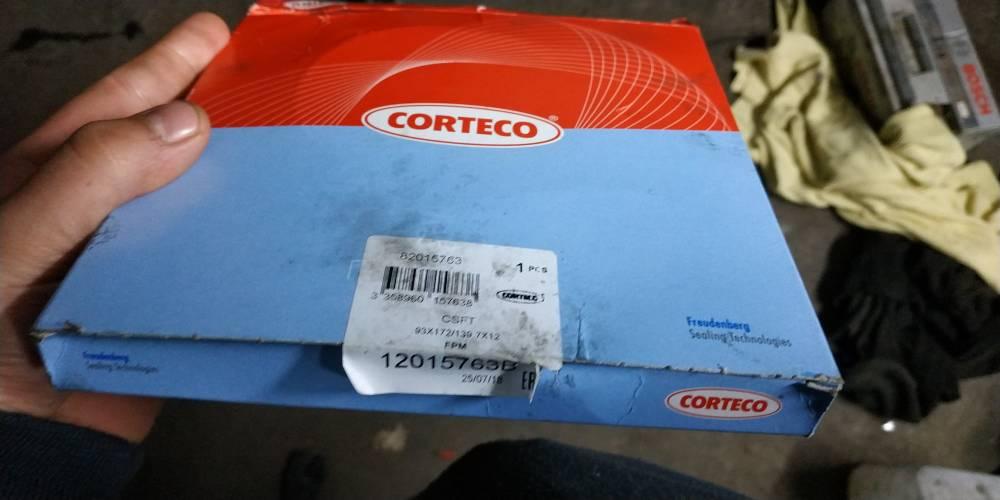 CORTECO®
BOSCH
82015763
1 PCS
CORTECO
3 358960 157638
CSFT
93X172/139.7X12
FPM
12015763B
25/07/18
Freudenberg
Sealing Technologies
Freudenberg
Sealing Technologies
CORTECO